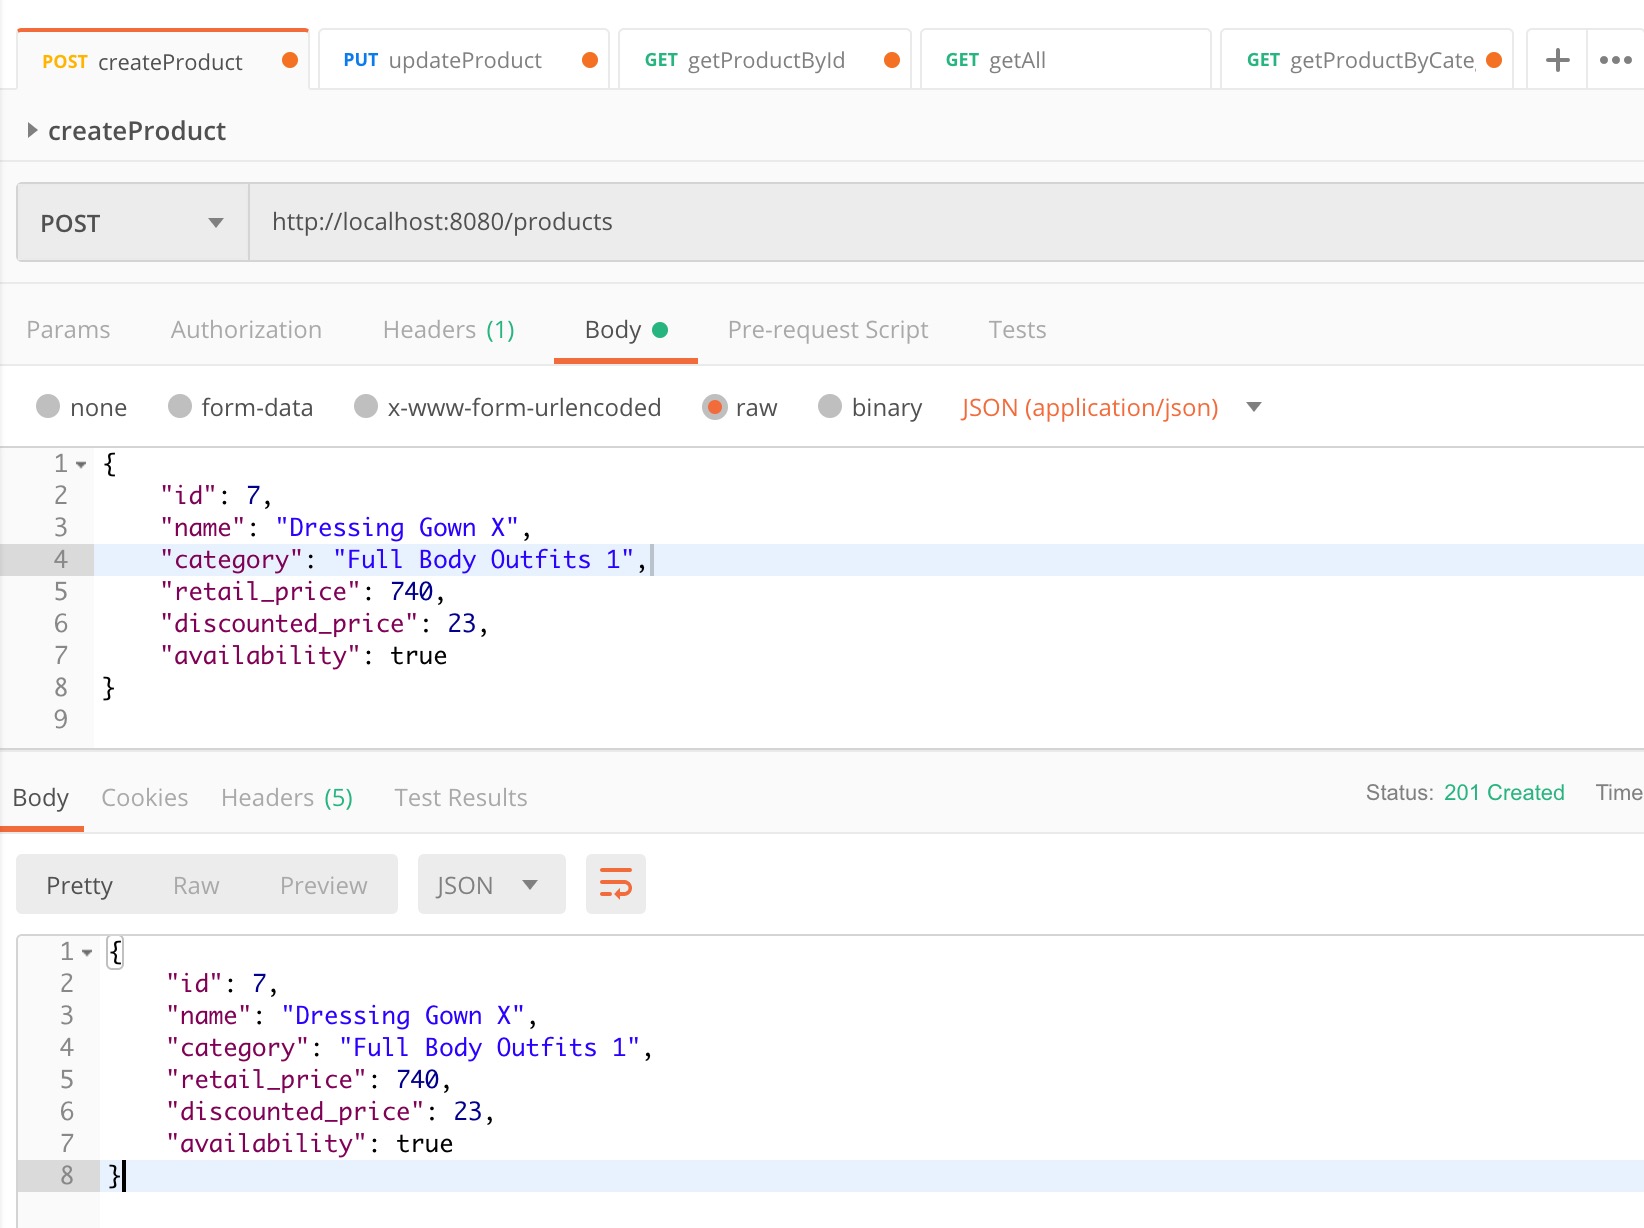 POST createProduct PUT updateProduct GET getProductById GET getAll GET getProductByCate
createProduct
POST http://localhost:8080/products
Params Authorization Headers (1) Body Pre-request Script Tests
none form-data x-www-form-urlencoded raw binary JSON (application/json)
1 {
2 "id": 7,
3 "name": "Dressing Gown X",
4 "category": "Full Body Outfits 1",
5 "retail_price": 740,
6 "discounted_price": 23,
7 "availability": true
8 }
9
Body Cookies Headers (5) Test Results Status: 201 Created Time
Pretty Raw Preview JSON
1 {
2 "id": 7,
3 "name": "Dressing Gown X",
4 "category": "Full Body Outfits 1",
5 "retail_price": 740,
6 "discounted_price": 23,
7 "availability": true
8 }